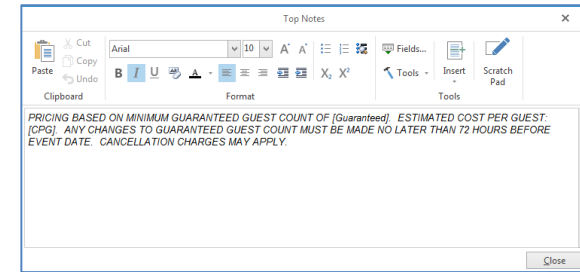 Top Notes
Paste
Cut
Copy
Undo
Clipboard
Arial
10
A A
B I U A X₂ X²
Format
Fields...
Tools
Insert
Scratch
Pad
Tools
PRICING BASED ON MINIMUM GUARANTEED GUEST COUNT OF [Guaranteed]. ESTIMATED COST PER GUEST:
[CPG]. ANY CHANGES TO GUARANTEED GUEST COUNT MUST BE MADE NO LATER THAN 72 HOURS BEFORE
EVENT DATE. CANCELLATION CHARGES MAY APPLY.
Close